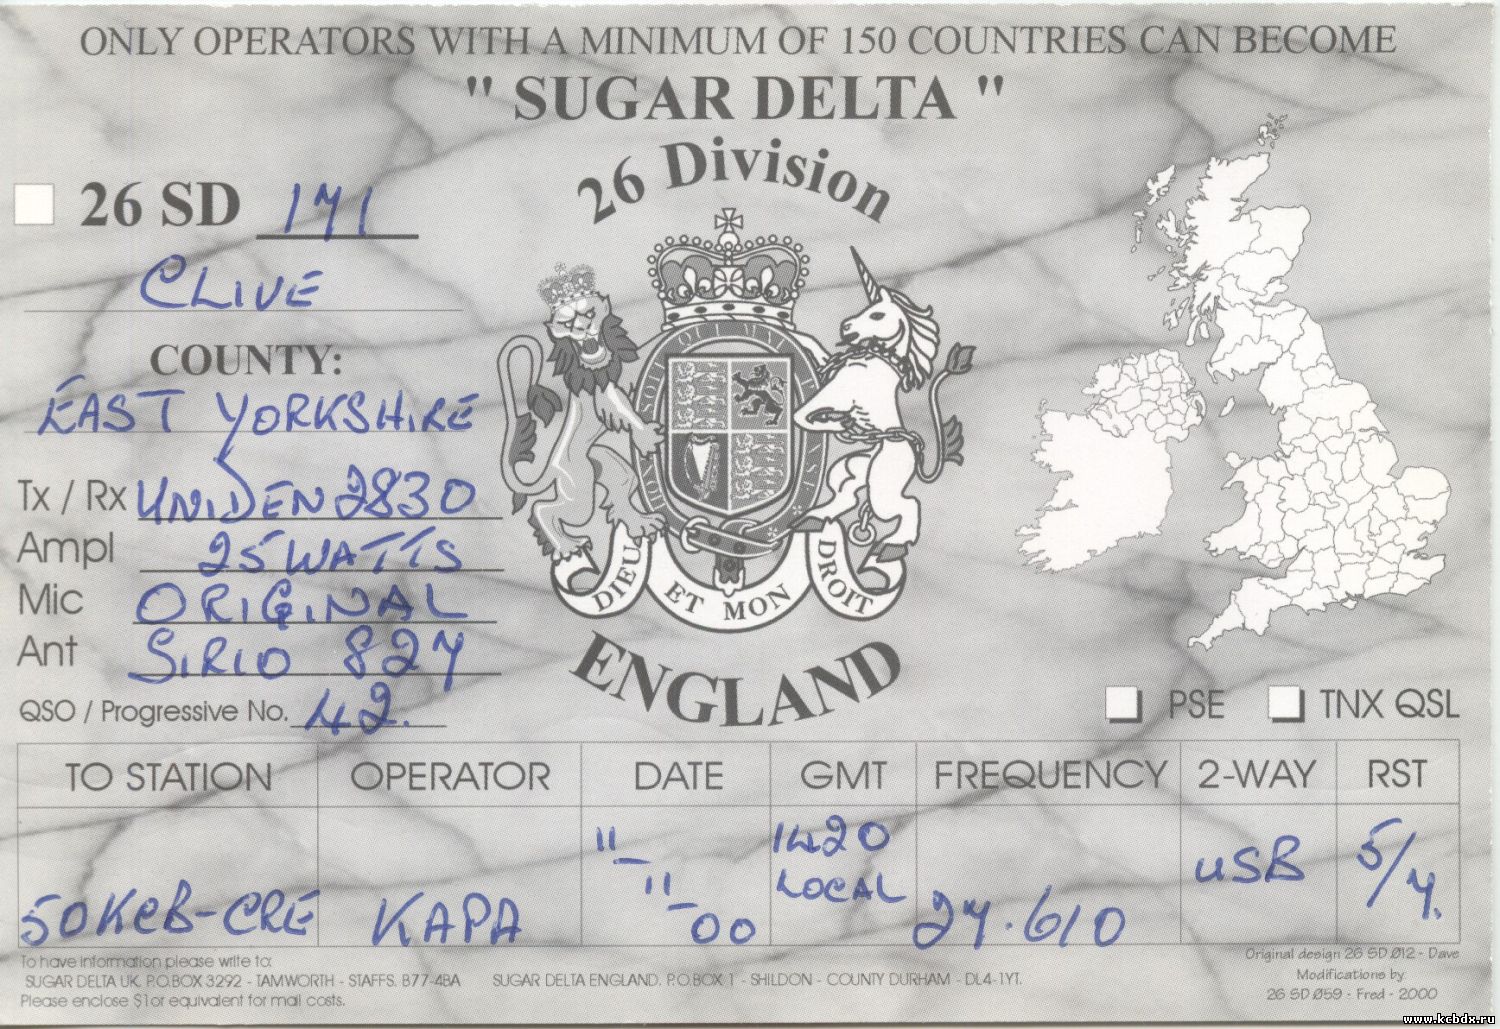 ONLY OPERATORS WITH A MINIMUM OF 150 COUNTRIES CAN BECOME
" SUGAR DELTA "
26 Division
26 SD 171
CLIVE
COUNTY:
EAST YORKSHIRE
Tx / Rx UNIDEN 2830
Ampl 25 WATTS
Mic ORIGINAL
Ant SIRIO 827
QSO / Progressive No. 42.
DIEU ET MON DROIT
ENGLAND
PSE TNX QSL
TO STATION OPERATOR DATE GMT FREQUENCY 2-WAY RST
50KCB-CRE KAPA 11-11-00 1420 LOCAL 27.610 USB 5/7.
To have information please write to:
SUGAR DELTA UK. P.O.BOX 3292 - TAMWORTH - STAFFS. B77-4BA SUGAR DELTA ENGLAND. P.O.BOX 1 - SHILDON - COUNTY DURHAM - DL4-1YT.
Please enclose $1 or equivalent for mail costs.
Original design 26 SD Ø12 - Dave
Modifications by:
26 SD Ø59 - Fred - 2000
www.kcbdx.ru